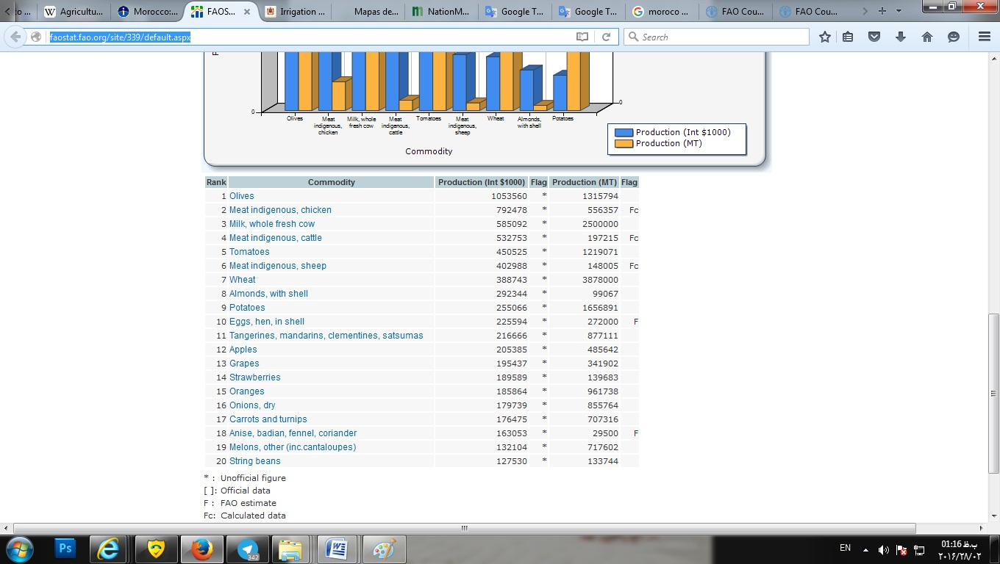 to ...
Agricultu...
Morocco:...
FAOS...
Irrigation ...
Mapas de...
NationM...
Google T...
Google T...
moroco ...
FAO Cou...
FAO Cou...
faostat.fao.org/site/339/default.aspx
Search
0
0
Olives
Meat indigenous, chicken
Milk, whole fresh cow
Meat indigenous, cattle
Tomatoes
Meat indigenous, sheep
Wheat
Almonds, with shell
Potatoes
Commodity
Production (Int $1000)
Production (MT)
Rank Commodity Production (Int $1000) Flag Production (MT) Flag
1 Olives 1053560 * 1315794
2 Meat indigenous, chicken 792478 * 556357 Fc
3 Milk, whole fresh cow 585092 * 2500000
4 Meat indigenous, cattle 532753 * 197215 Fc
5 Tomatoes 450525 * 1219071
6 Meat indigenous, sheep 402988 * 148005 Fc
7 Wheat 388743 * 3878000
8 Almonds, with shell 292344 * 99067
9 Potatoes 255066 * 1656891
10 Eggs, hen, in shell 225594 * 272000 F
11 Tangerines, mandarins, clementines, satsumas 216666 * 877111
12 Apples 205385 * 485642
13 Grapes 195437 * 341902
14 Strawberries 189589 * 139683
15 Oranges 185864 * 961738
16 Onions, dry 179739 * 855764
17 Carrots and turnips 176475 * 707316
18 Anise, badian, fennel, coriander 163053 * 29500 F
19 Melons, other (inc.cantaloupes) 132104 * 717602
20 String beans 127530 * 133744
* : Unofficial figure
[ ]: Official data
F : FAO estimate
Fc: Calculated data
Ps
342
EN
01:16 ب.ظ
۲۰۱۶/۲۸/۰۲